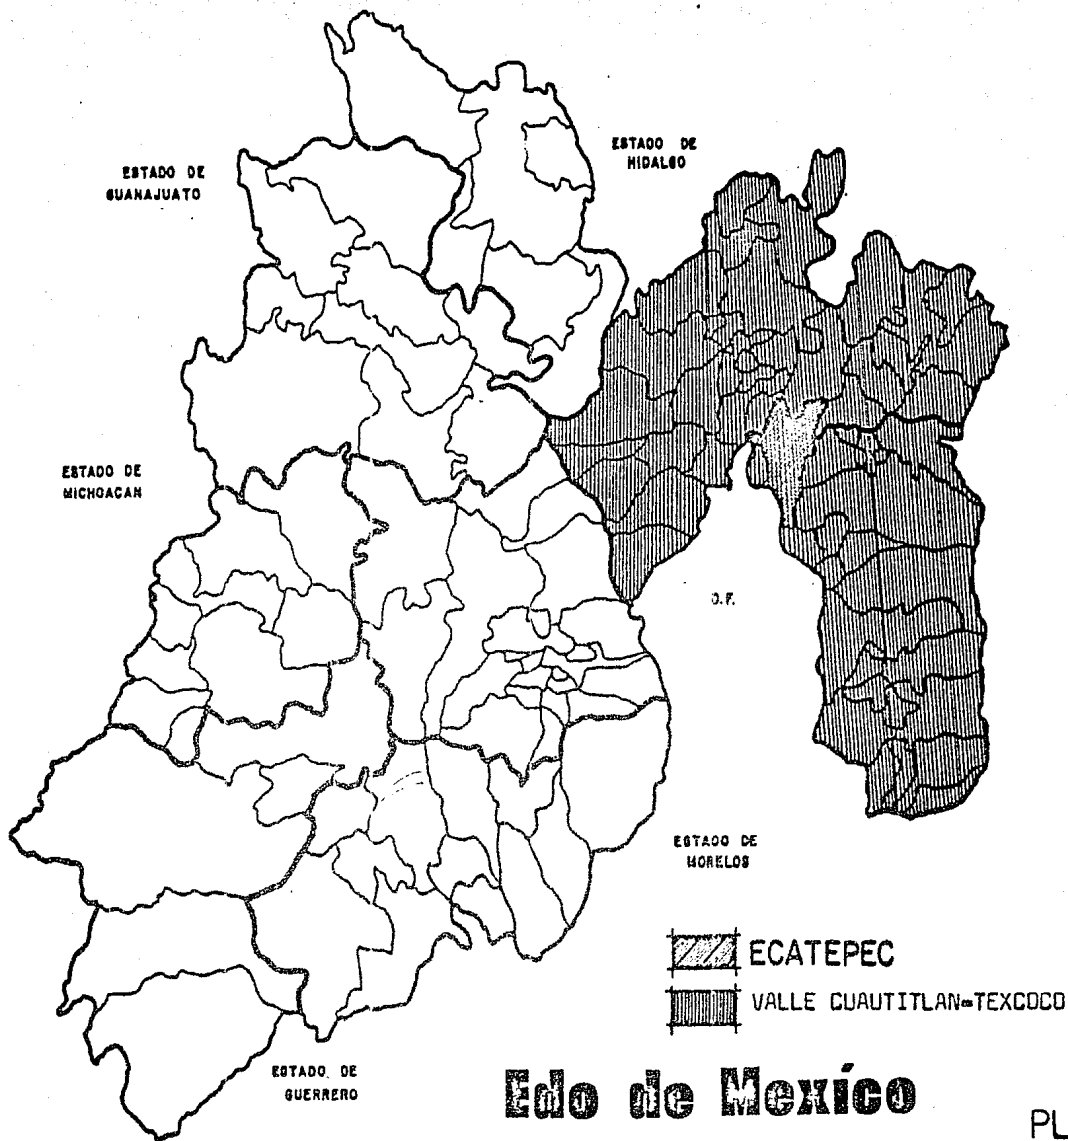 ESTADO DE
HIDALGO
ESTADO DE
GUANAJUATO
ESTADO DE
MICHOACAN
D.F.
ESTADO DE
MORELOS
ECATEPEC
VALLE CUAUTITLAN=TEXCOCO
ESTADO DE
GUERRERO
Edo de Mexíco
PL